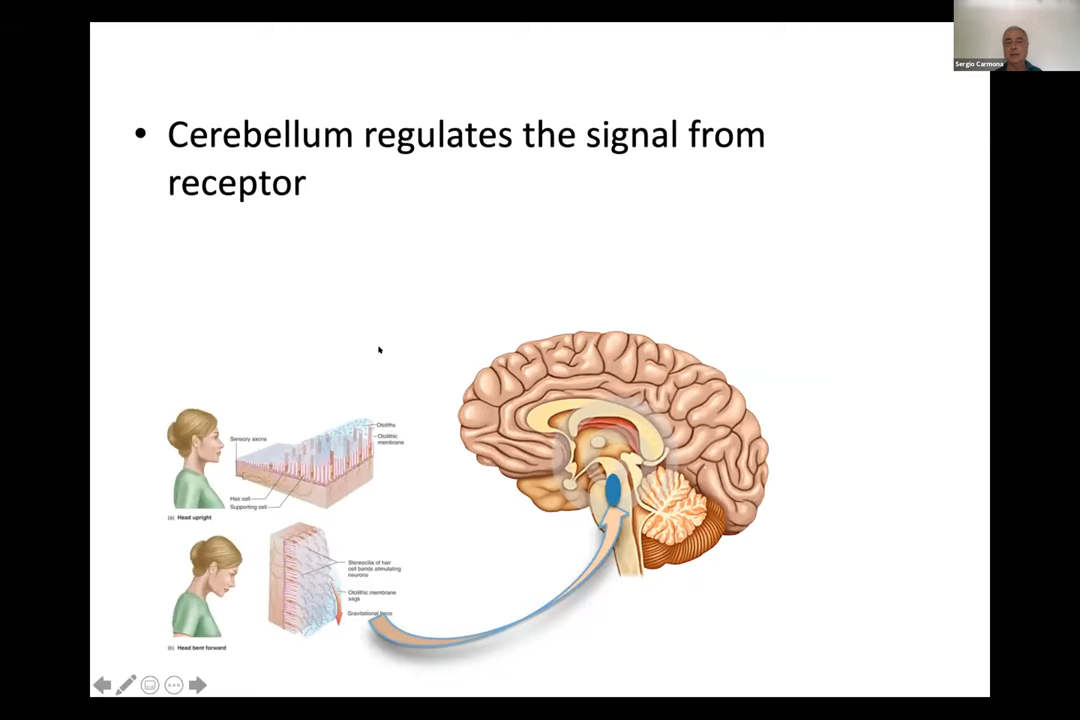 Sergio Carmona
• Cerebellum regulates the signal from
receptor
Sensory axons
Otoliths
Otolithic
membrane
Hair cell
Supporting cell
(a) Head upright
Stereocilia of hair
cell bends stimulating
neurons
Otolithic membrane
sags
Gravitational force
(b) Head bent forward